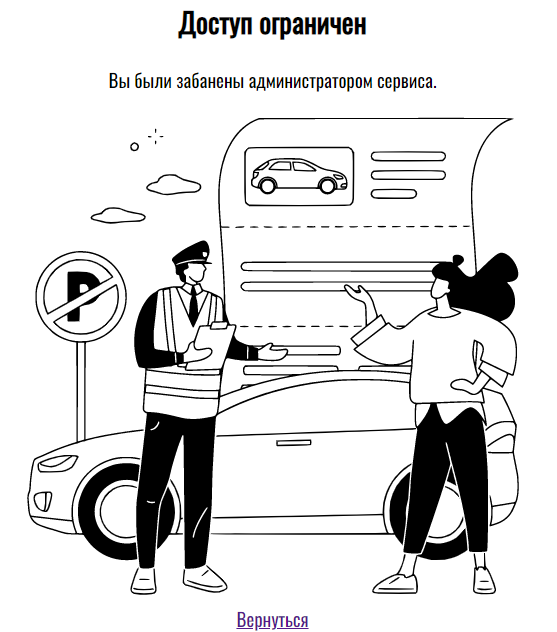 Доступ ограничен
Вы были забанены администратором сервиса.
P
Вернуться